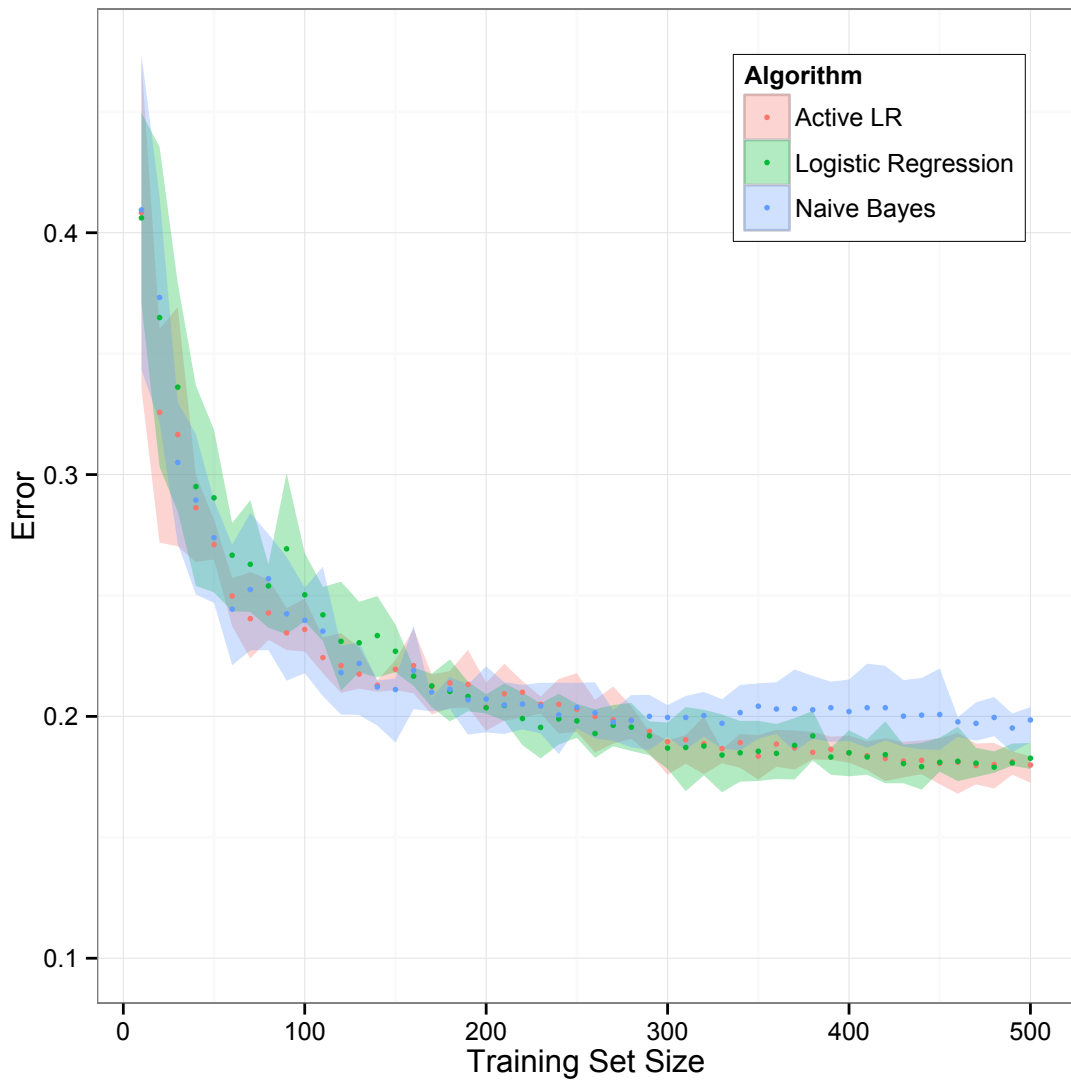 Algorithm
Active LR
Logistic Regression
Naive Bayes
Error
0.4
0.3
0.2
0.1
0 100 200 300 400 500
Training Set Size